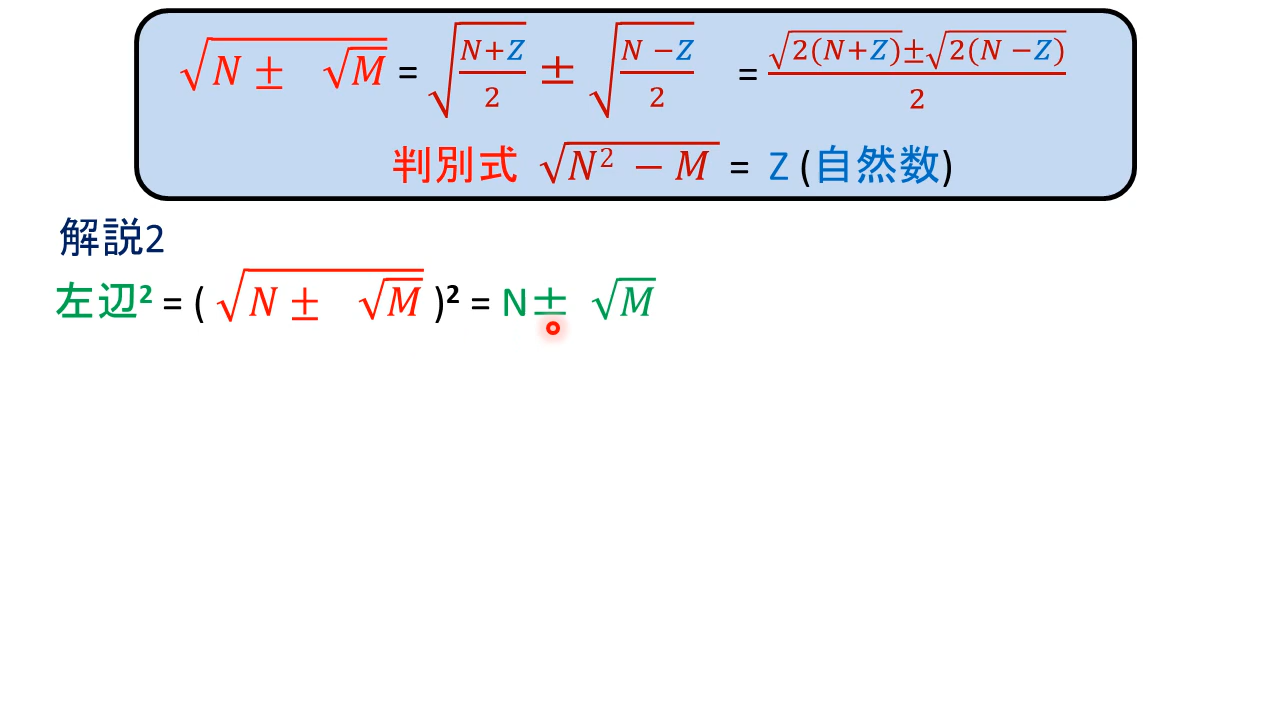 √(N ± √M) = √((N+Z)/2) ± √((N −Z)/2) = (√(2(N+Z))±√(2(N −Z)))/2
判別式 √(N² − M) = Z (自然数)
解説2
左辺² = ( √(N ± √M) )² = N± √M